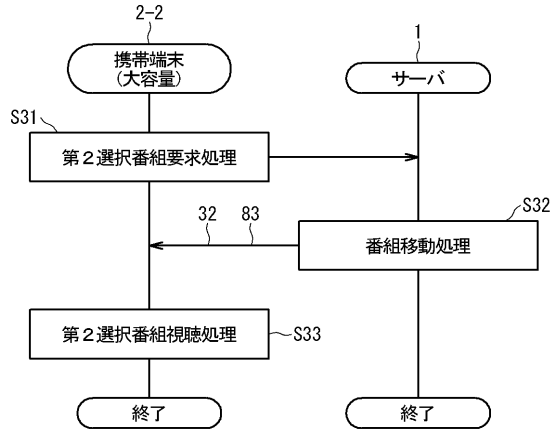 2-2
1
携帯端末
(大容量)
サーバ
S31
第2選択番組要求処理
S32
32
83
番組移動処理
第2選択番組視聴処理
S33
終了
終了